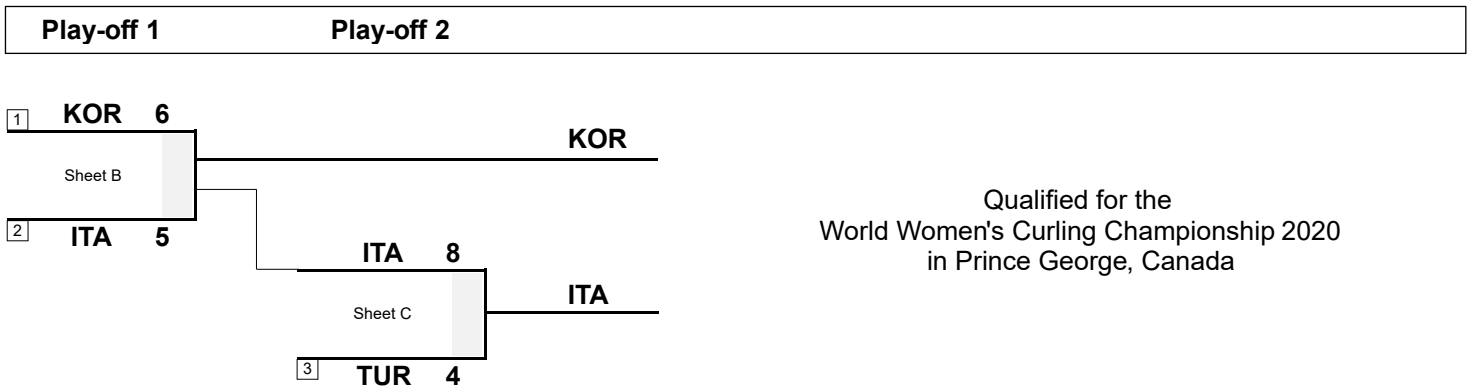 Play-off 1 Play-off 2
1 KOR 6
KOR
Sheet B
2 ITA 5
Qualified for the
World Women's Curling Championship 2020
in Prince George, Canada
ITA 8
ITA
Sheet C
3 TUR 4